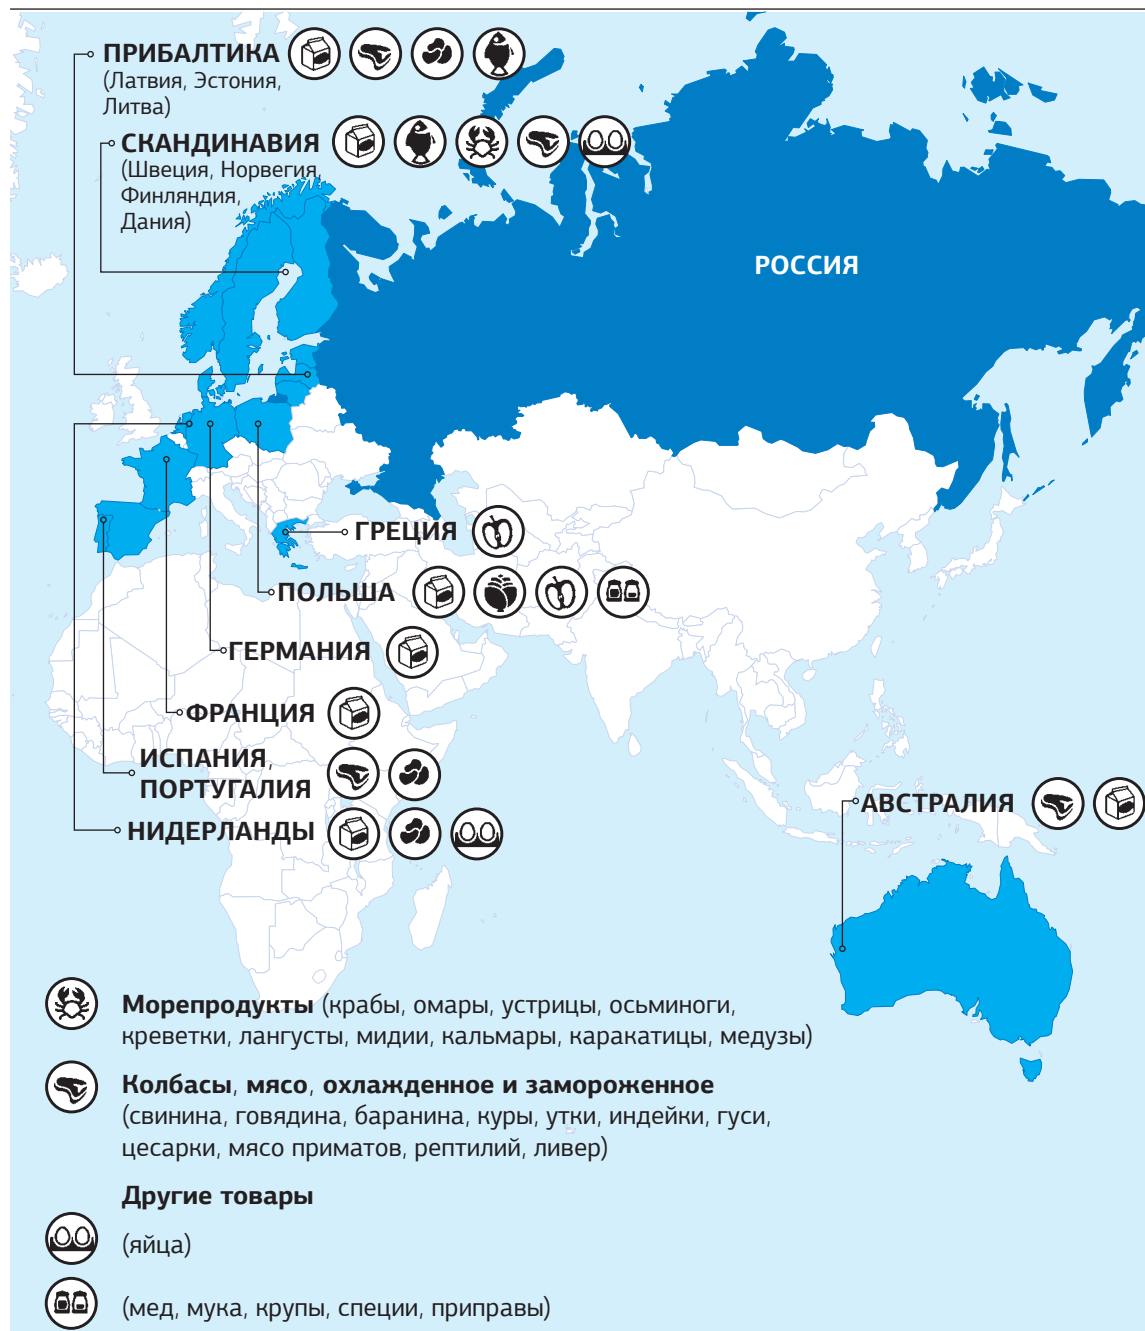 ПРИБАЛТИКА
(Латвия, Эстония,
Литва)
СКАНДИНАВИЯ
(Швеция, Норвегия,
Финляндия,
Дания)
РОССИЯ
ГРЕЦИЯ
ПОЛЬША
ГЕРМАНИЯ
ФРАНЦИЯ
ИСПАНИЯ,
ПОРТУГАЛИЯ
НИДЕРЛАНДЫ
АВСТРАЛИЯ
Морепродукты (крабы, омары, устрицы, осьминоги,
креветки, лангусты, мидии, кальмары, каракатицы, медузы)
Колбасы, мясо, охлажденное и замороженное
(свинина, говядина, баранина, куры, утки, индейки, гуси,
цесарки, мясо приматов, рептилий, ливер)
Другие товары
(яйца)
(мед, мука, крупы, специи, приправы)